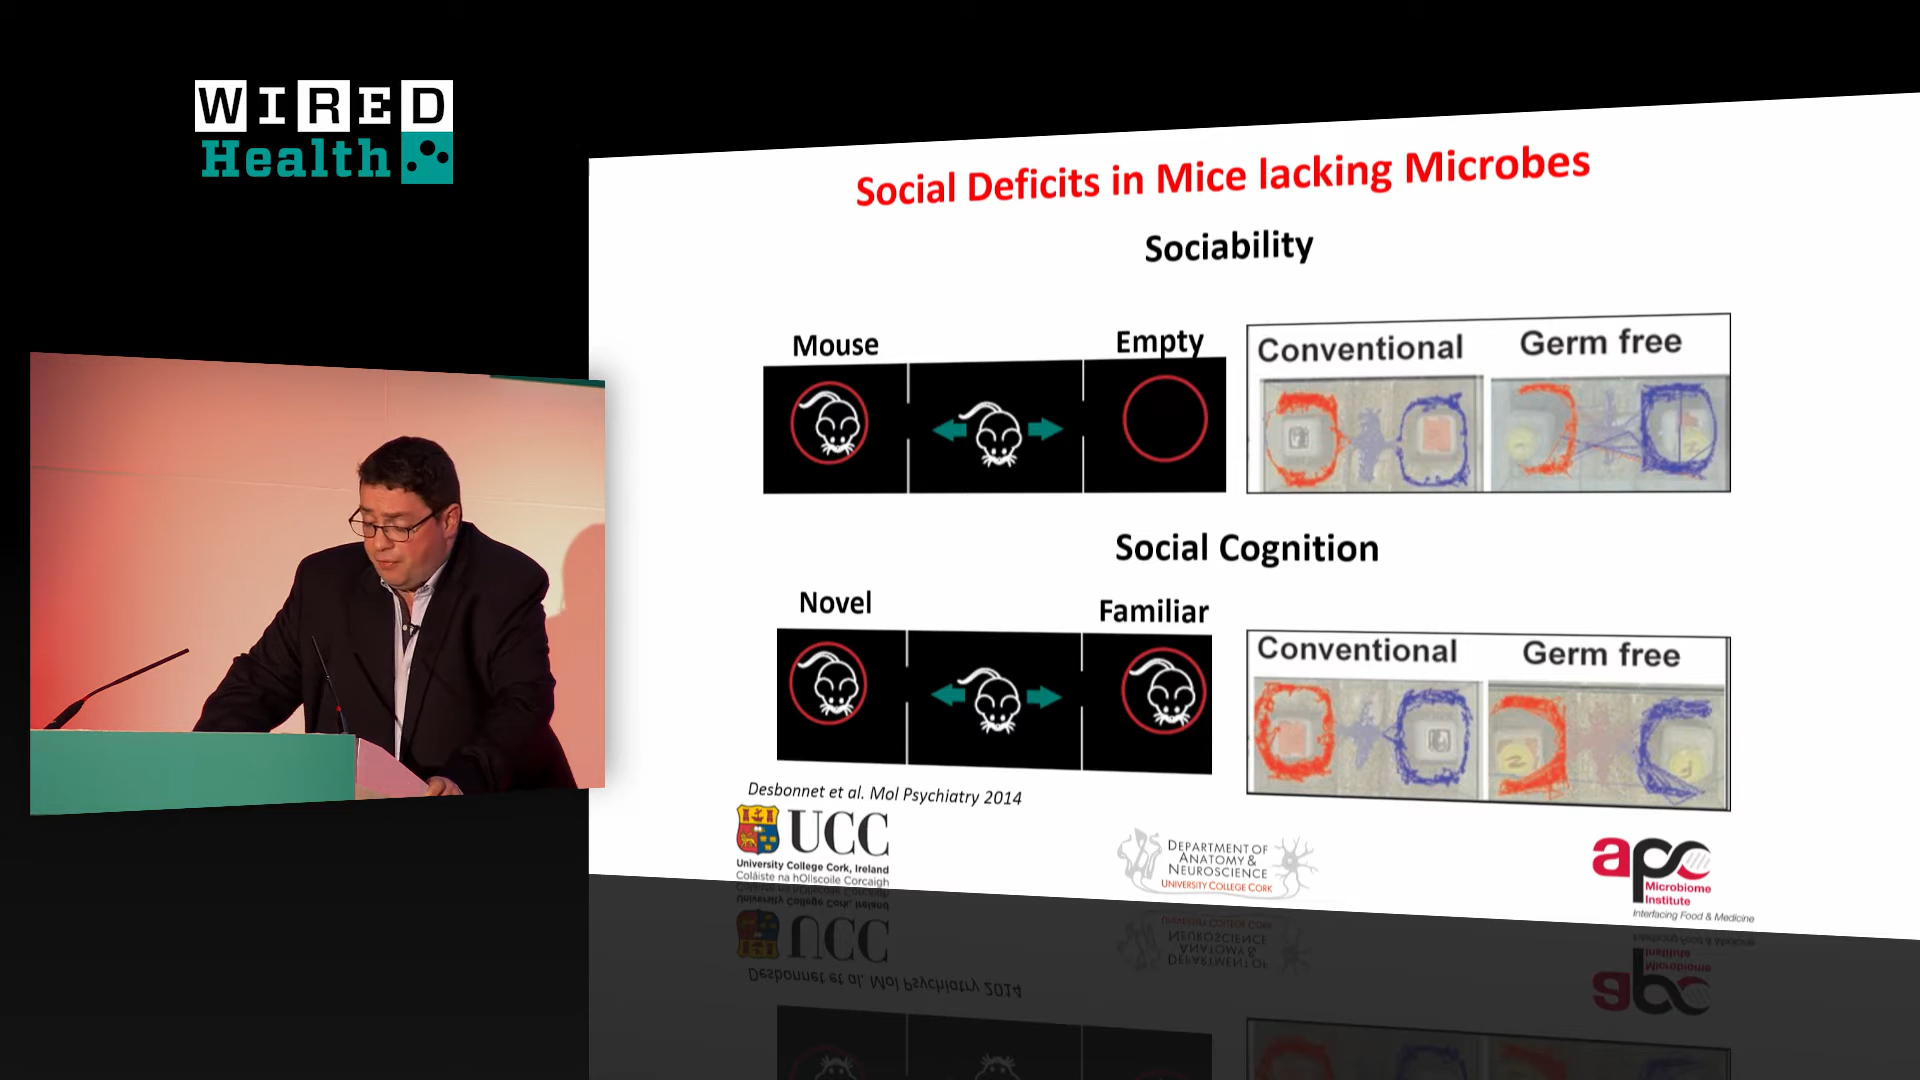 WIRED
Health
Social Deficits in Mice lacking Microbes
Sociability
Mouse
Empty
Conventional
Germ free
Social Cognition
Novel
Familiar
Conventional
Germ free
Desbonnet et al. Mol Psychiatry 2014
UCC
University College Cork, Ireland
Coláiste na hOllscoile Corcaigh
DEPARTMENT OF
ANATOMY &
NEUROSCIENCE
UNIVERSITY COLLEGE CORK
apc
Microbiome
Institute
Interfacing Food & Medicine